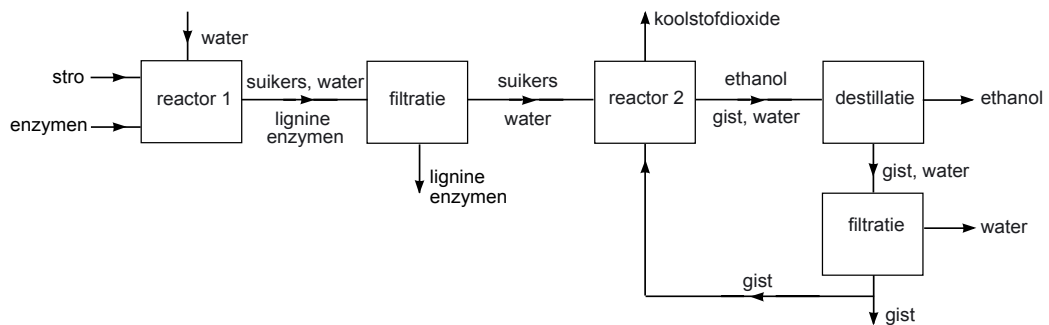 water
stro
enzymen
reactor 1
suikers, water
lignine
enzymen
filtratie
lignine
enzymen
suikers
water
koolstofdioxide
reactor 2
ethanol
gist, water
destillatie
ethanol
gist, water
filtratie
water
gist
gist